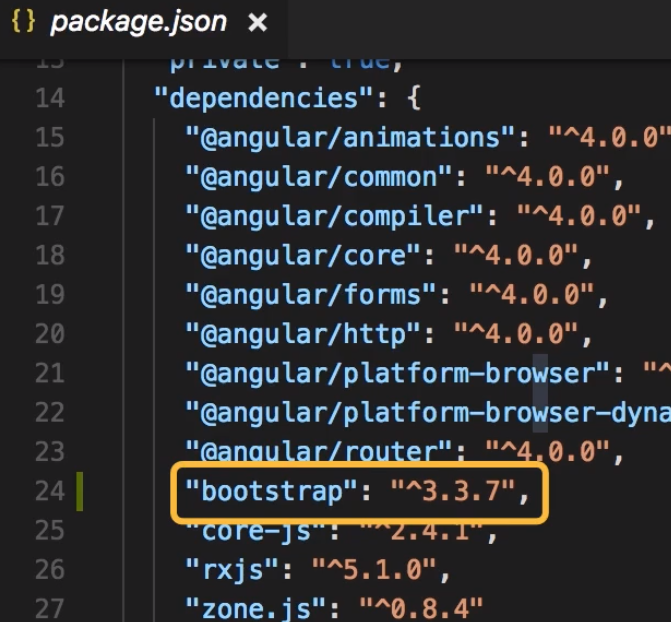 { } package.json ×
13 "private": true,
14 "dependencies": {
15 "@angular/animations": "^4.0.0"
16 "@angular/common": "^4.0.0",
17 "@angular/compiler": "^4.0.0",
18 "@angular/core": "^4.0.0",
19 "@angular/forms": "^4.0.0",
20 "@angular/http": "^4.0.0",
21 "@angular/platform-browser": "^
22 "@angular/platform-browser-dyna
23 "@angular/router": "^4.0.0",
24 "bootstrap": "^3.3.7",
25 "core-js": "^2.4.1",
26 "rxjs": "^5.1.0",
27 "zone.js": "^0.8.4"